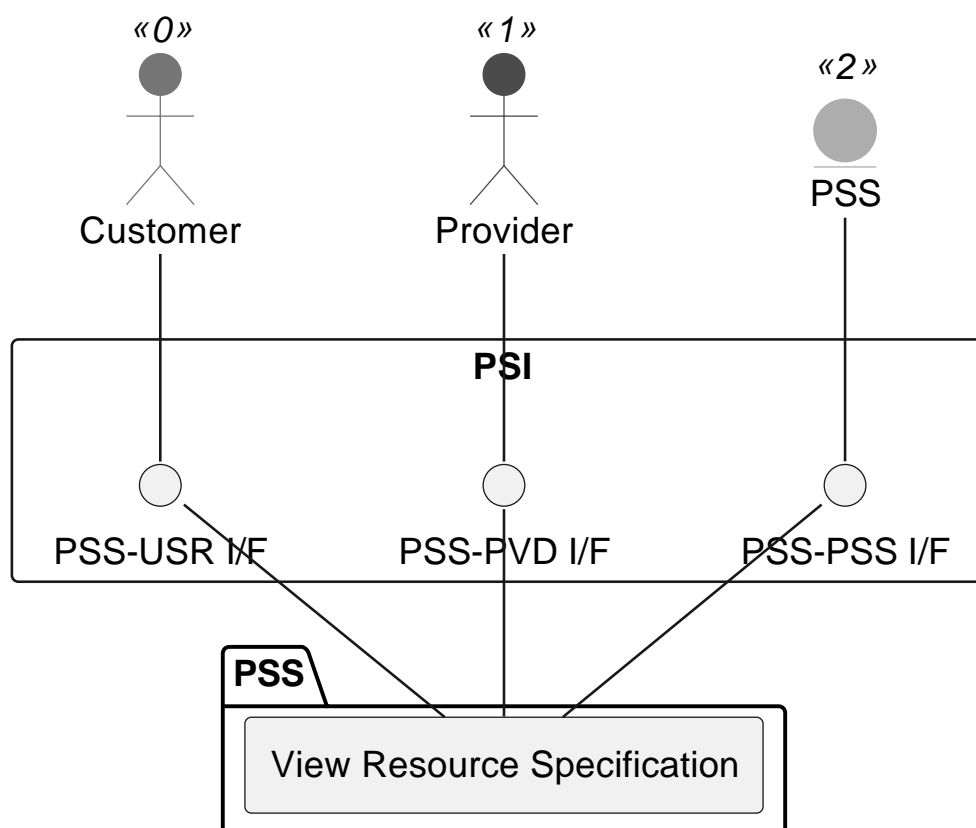 «0»
«1»
«2»
Customer
Provider
PSS
PSI
PSS-USR I/F
PSS-PVD I/F
PSS-PSS I/F
PSS
View Resource Specification